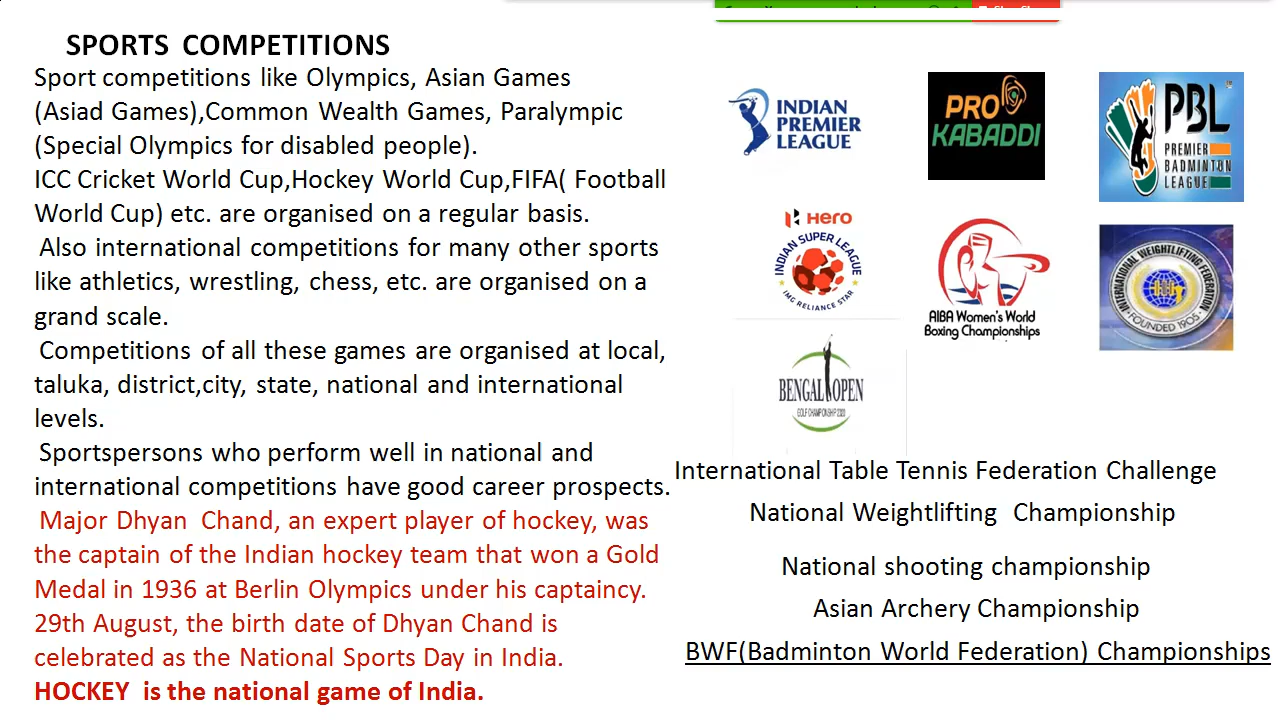 SPORTS COMPETITIONS
Sport competitions like Olympics, Asian Games
(Asiad Games),Common Wealth Games, Paralympic
(Special Olympics for disabled people).
ICC Cricket World Cup,Hockey World Cup,FIFA( Football
World Cup) etc. are organised on a regular basis.
Also international competitions for many other sports
like athletics, wrestling, chess, etc. are organised on a
grand scale.
Competitions of all these games are organised at local,
taluka, district,city, state, national and international
levels.
Sportspersons who perform well in national and
international competitions have good career prospects.
Major Dhyan Chand, an expert player of hockey, was
the captain of the Indian hockey team that won a Gold
Medal in 1936 at Berlin Olympics under his captaincy.
29th August, the birth date of Dhyan Chand is
celebrated as the National Sports Day in India.
HOCKEY is the national game of India.
INDIAN
PREMIER
LEAGUE
PRO
KABADDI
PBL
PREMIER
BADMINTON
LEAGUE
Hero
INDIAN SUPER LEAGUE
IMG RELIANCE STAR
AIBA Women's World
Boxing Championships
INTERNATIONAL WEIGHTLIFTING FEDERATION
FOUNDED 1905
BENGAL OPEN
GOLF CHAMPIONSHIP
International Table Tennis Federation Challenge
National Weightlifting Championship
National shooting championship
Asian Archery Championship
BWF(Badminton World Federation) Championships